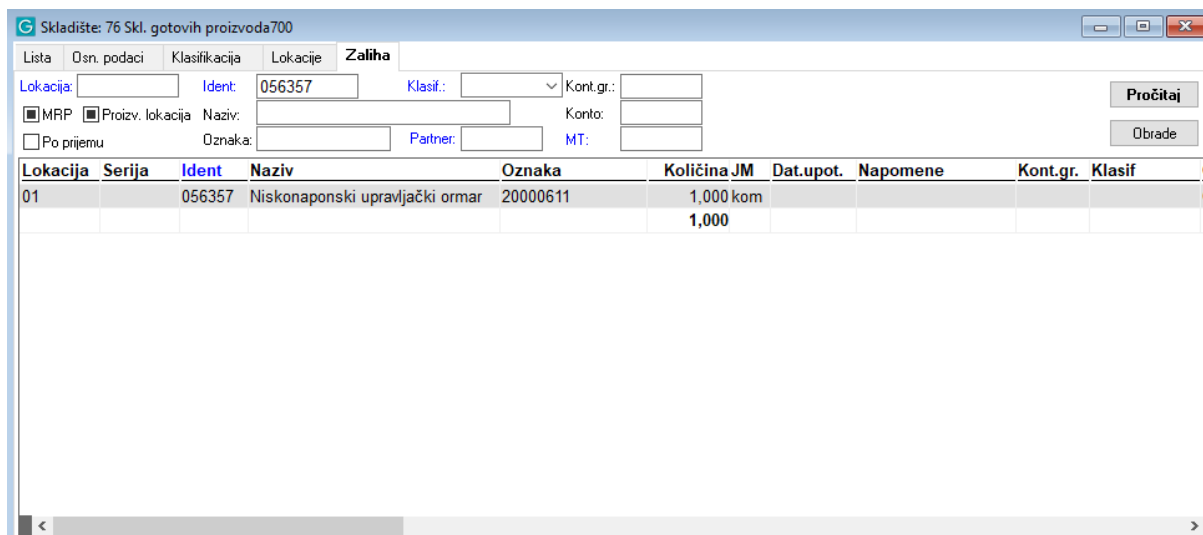 G Skladište: 76 Skl. gotovih proizvoda700
Lista Osn. podaci Klasifikacija Lokacije Zaliha
Lokacija: Ident: 056357 Klasif.: Kont.gr.: Pročitaj
MRP Proizv. lokacija Naziv: Konto:
Po prijemu Oznaka: Partner: MT: Obrade
Lokacija Serija Ident Naziv Oznaka Količina JM Dat.upot. Napomene Kont.gr. Klasif
01 056357 Niskonaponski upravljački ormar 20000611 1,000 kom
1,000